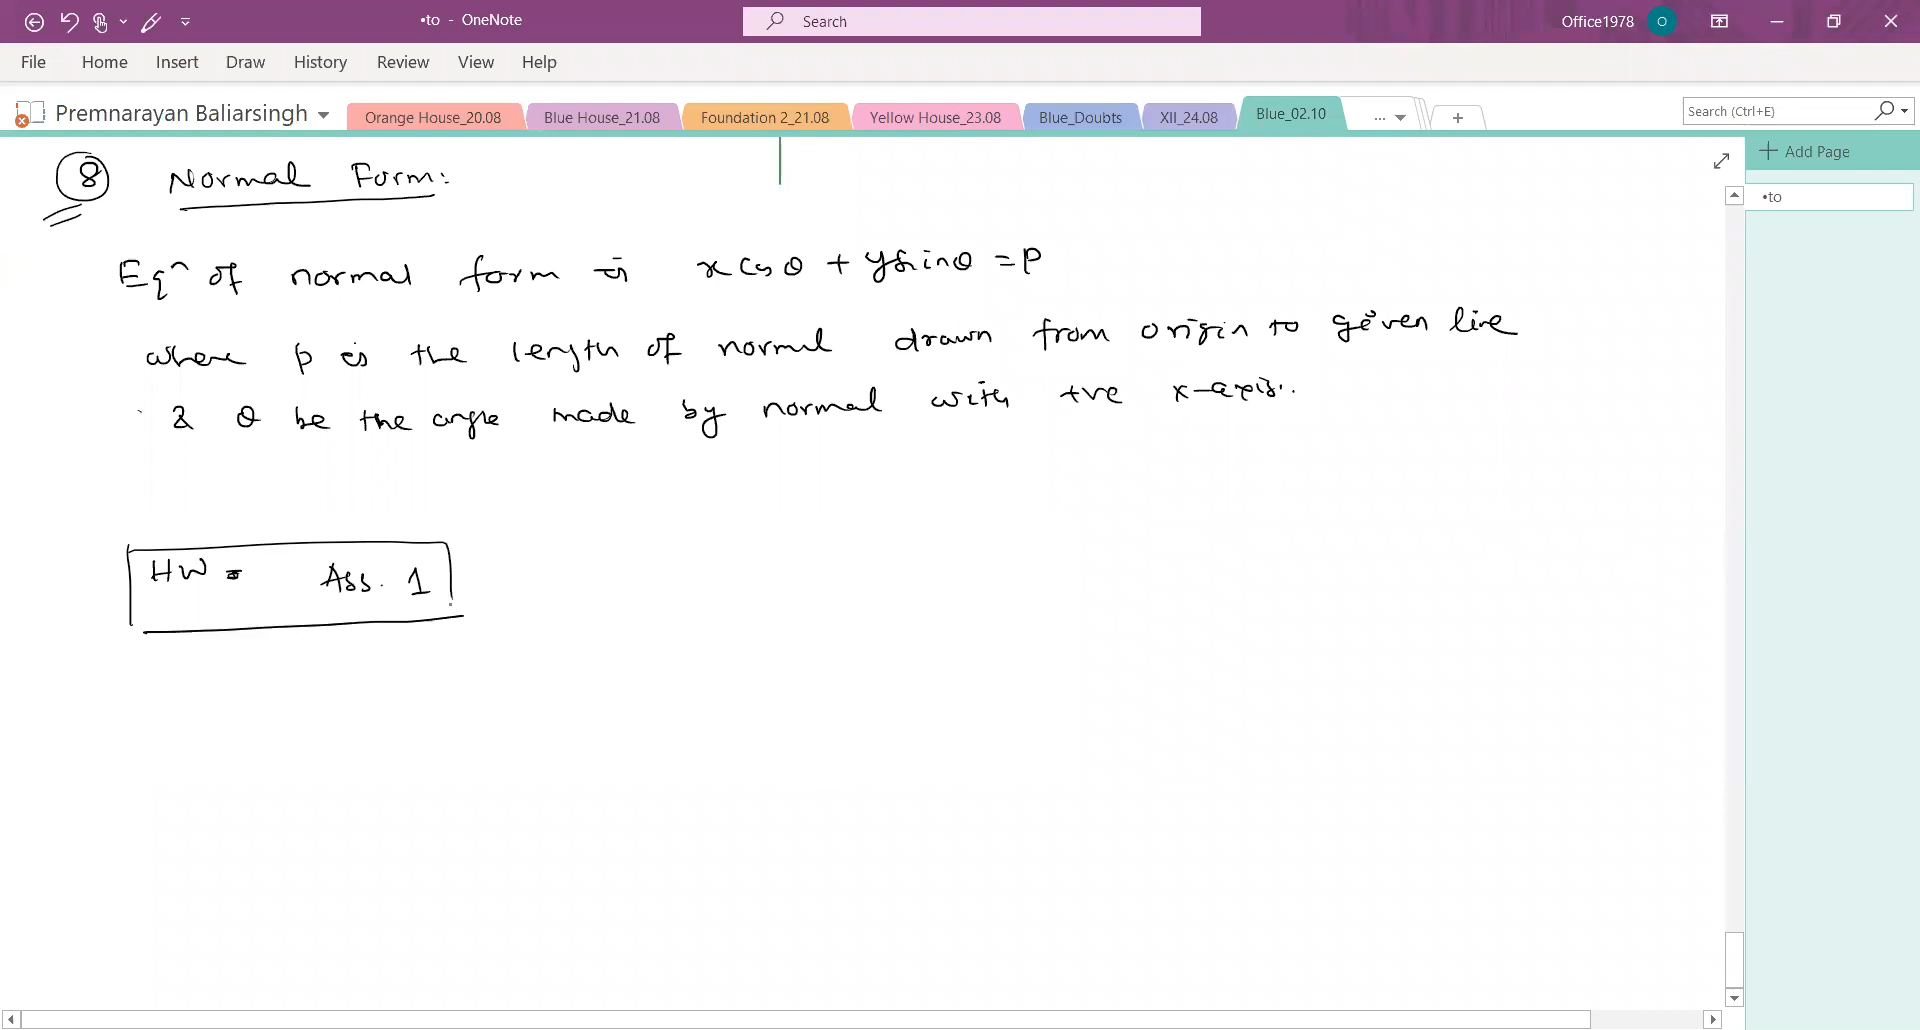 •to - OneNote
Search
Office1978
O
File Home Insert Draw History Review View Help
Premnarayan Baliarsingh
Orange House_20.08
Blue House_21.08
Foundation 2_21.08
Yellow House_23.08
Blue_Doubts
XII_24.08
Blue_02.10
...
Search (Ctrl+E)
Add Page
•to
8 Normal Form:
Eqⁿ of normal form is x cos θ + y sin θ = P
where p is the length of normal drawn from origin to given line
& θ be the angle made by normal with +ve x-axis.
HW = Ass. 1